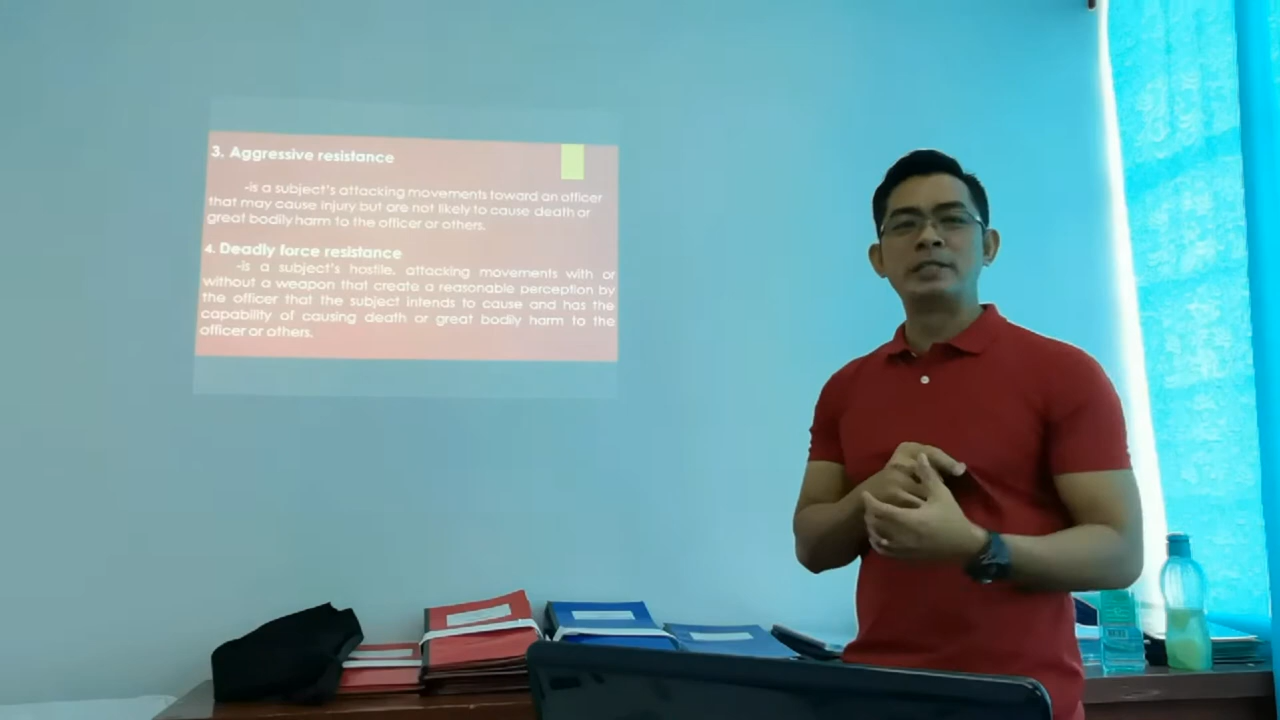 3. Aggressive resistance
-is a subject's attacking movements toward an officer
that may cause injury but are not likely to cause death or
great bodily harm to the officer or others.
4. Deadly force resistance
-is a subject's hostile, attacking movements with or
without a weapon that create a reasonable perception by
the officer that the subject intends to cause and has the
capability of causing death or great bodily harm to the
officer or others.